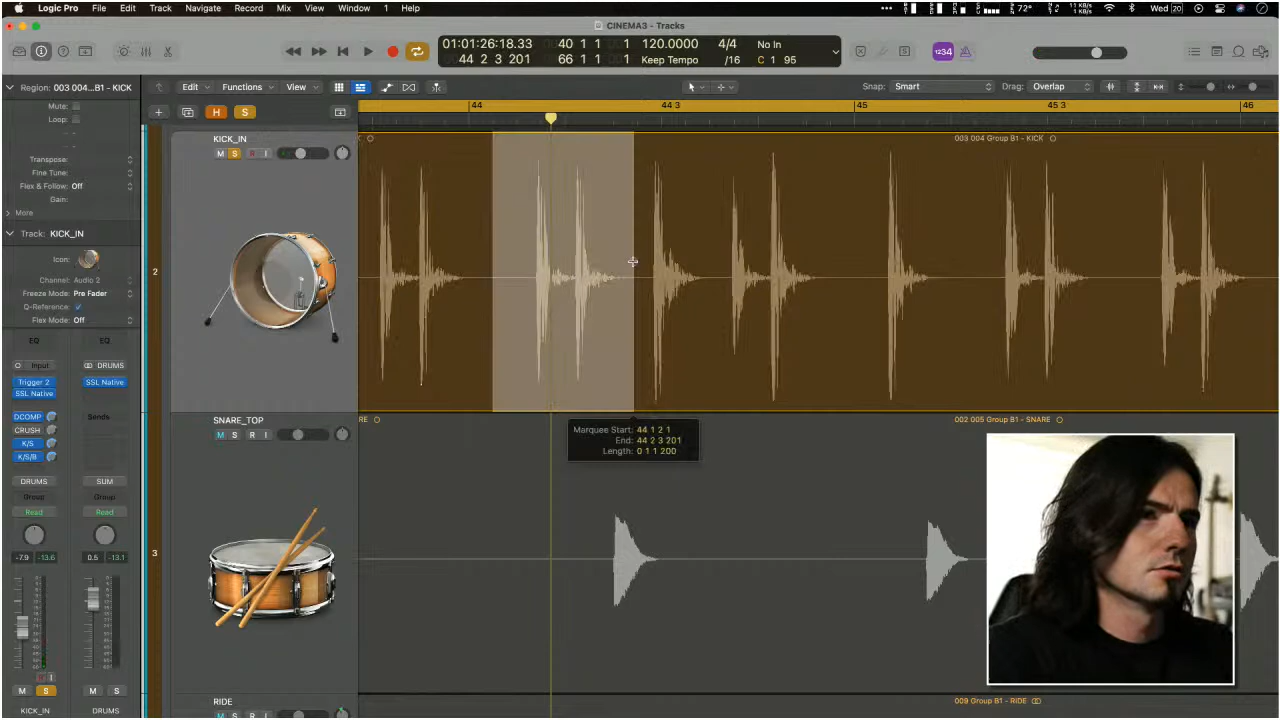 Logic Pro File Edit Track Navigate Record Mix View Window 1 Help
72° Wed 20
CINEMA3 - Tracks
01:01:26:18.33 40 1 1 1 120.0000 4/4 No In
44 2 3 201 66 1 1 1 Keep Tempo /16 C 1 95
1234
Region: 003 004...B1 - KICK
Edit Functions View
Snap: Smart
Drag: Overlap
Mute:
Loop:
Transpose:
Fine Tune:
Flex & Follow: Off
Gain:
More
Track: KICK_IN
Icon:
Channel: Audio 2
Freeze Mode: Pre Fader
Q-Reference:
Flex Mode: Off
H S
44 44 3 45 45 3 46
2
KICK_IN
M S R I
003 004 Group B1 - KICK
Marquee Start: 44 1 2 1
End: 44 2 3 201
Length: 0 1 1 200
3
SNARE_TOP
M S R I
RE
002 005 Group B1 - SNARE
RIDE
M S R I
009 Group B1 - RIDE
EQ EQ
Input DRUMS
Trigger 2 SSL Native
SSL Native
Sends
DCOMP
CRUSH
K/S
K/S/B
DRUMS SUM
Group Group
Read Read
-7.9 -13.6 0.5 -13.1
R I
M S M S
KICK_IN DRUMS